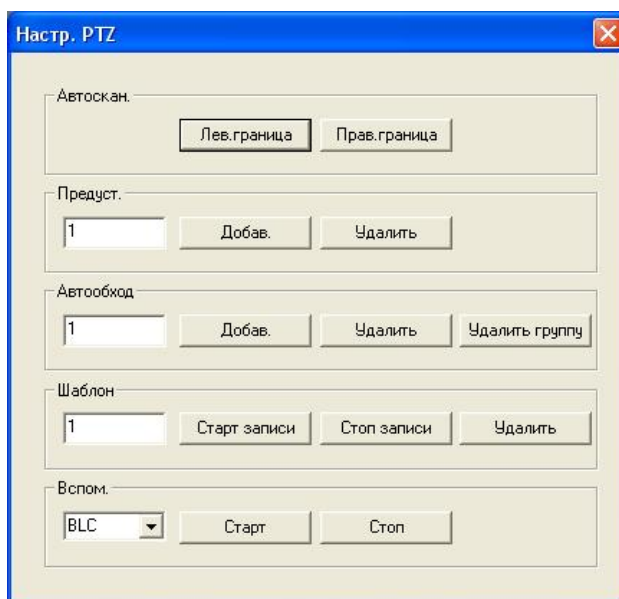 Настр. PTZ
Автоскан.
Лев.граница Прав.граница
Предуст.
1 Добав. Удалить
Автообход
1 Добав. Удалить Удалить группу
Шаблон
1 Старт записи Стоп записи Удалить
Вспом.
BLC Старт Стоп